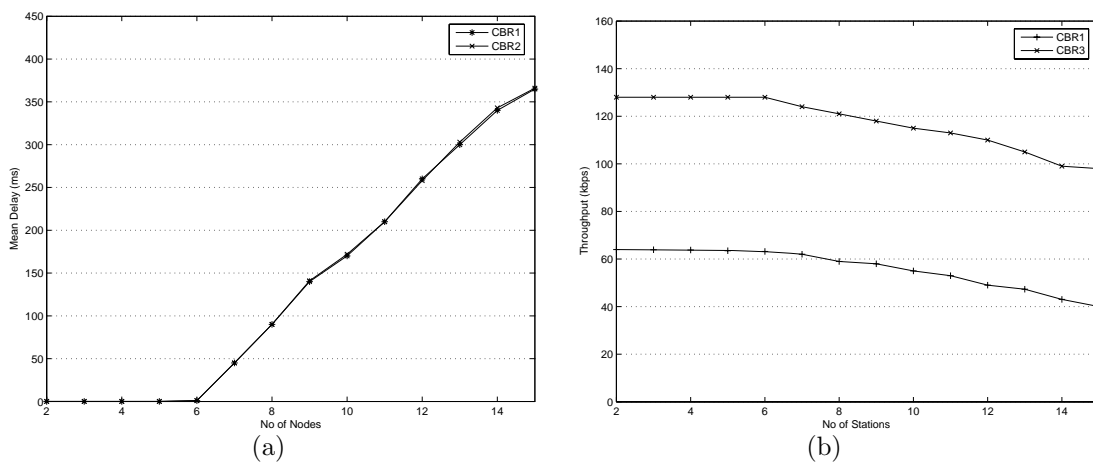 450
400
350
300
250
200
150
100
50
0
Mean Delay (ms)
CBR1
CBR2
2 4 6 8 10 12 14
No of Nodes
(a)
160
140
120
100
80
60
40
20
0
Throughput (kbps)
CBR1
CBR3
2 4 6 8 10 12 14
No of Stations
(b)